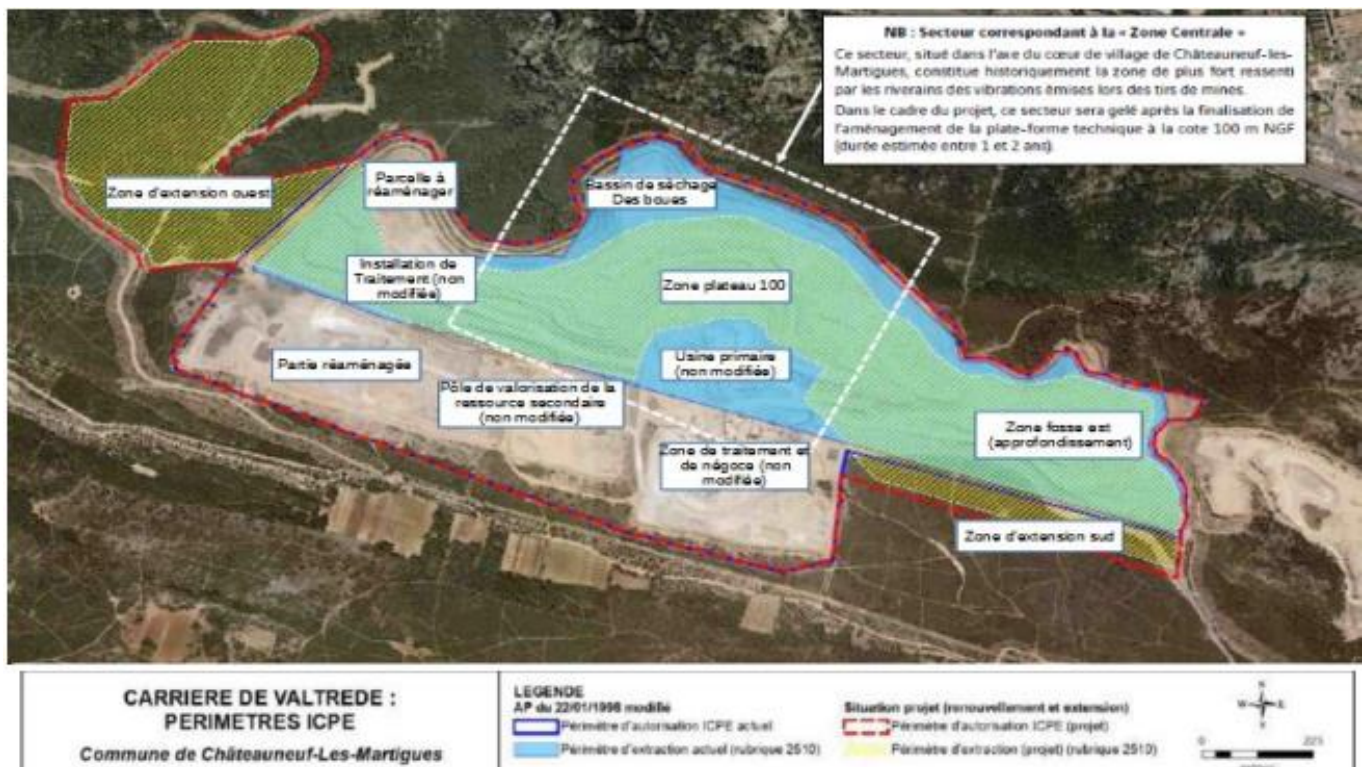 NB : Secteur correspondant à la « Zone Centrale »
Ce secteur, situé dans l'axe du cœur de village de Châteauneuf-les-
Martigues, constitue historiquement la zone de plus fort ressenti
par les riverains des vibrations émises lors des tirs de mines.
Dans le cadre du projet, ce secteur sera gelé après la finalisation de
l'aménagement de la plate-forme technique à la cote 100 m NGF
(durée estimée entre 1 et 2 ans).
Zone d'extension ouest
Parcelle à
réaménager
Bassin de séchage
Des boues
Installation de
Traitement (non
modifiée)
Zone plateau 100
Partie réaménagée
Usine primaire
(non modifiée)
Pôle de valorisation de la
ressource secondaire
(non modifiée)
Zone de traitement et
de négoce (non
modifiée)
Zone fosse est
(approfondissement)
Zone d'extension sud
CARRIERE DE VALTREDE :
PERIMETRES ICPE
Commune de Châteauneuf-Les-Martigues
LEGENDE
AP du 22/01/1998 modifié
Périmètre d'autorisation ICPE actuel
Périmètre d'extraction actuel (rubrique 2510)
Situation projet (renouvellement et extension)
Périmètre d'autorisation ICPE (projet)
Périmètre d'extraction (projet) (rubrique 2510)
N
W
E
S
0 225